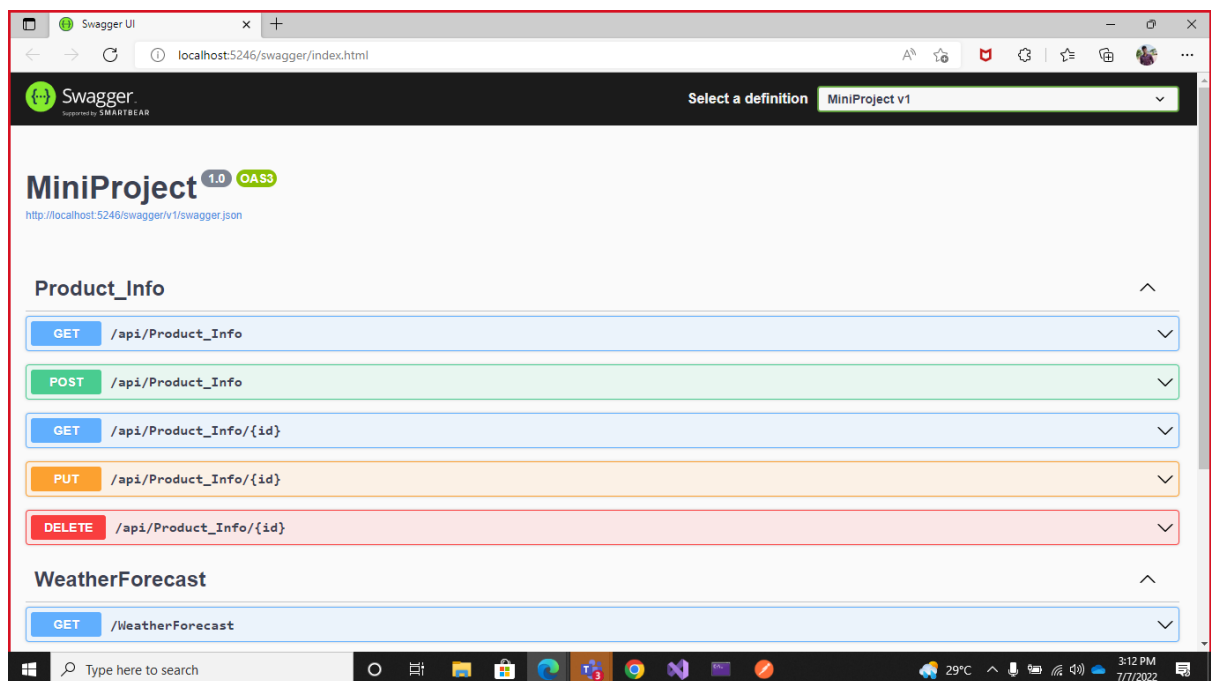 Swagger UI
localhost:5246/swagger/index.html
Swagger
Supported by SMARTBEAR
Select a definition
MiniProject v1
MiniProject 1.0 OAS3
http://localhost:5246/swagger/v1/swagger.json
Product_Info
GET /api/Product_Info
POST /api/Product_Info
GET /api/Product_Info/{id}
PUT /api/Product_Info/{id}
DELETE /api/Product_Info/{id}
WeatherForecast
GET /WeatherForecast
Type here to search
3
29°C
3:12 PM
7/7/2022